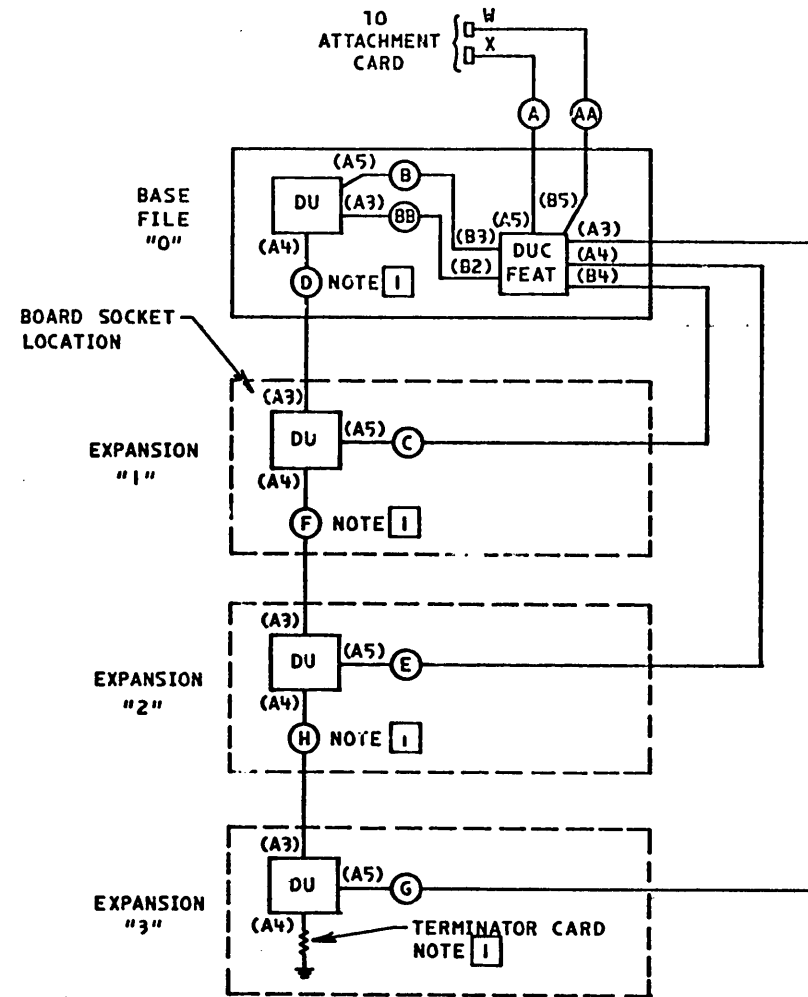 TO W
ATTACHMENT X
CARD
A AA
BASE
FILE
"0"
(A5) B
DU (A3) BB
(A4)
D NOTE 1
(B5)
(A5) (A3)
(B3) DUC (A4)
(B2) FEAT (B4)
BOARD SOCKET
LOCATION
(A3)
EXPANSION
"1"
DU (A5) C
(A4)
F NOTE 1
(A3)
EXPANSION
"2"
DU (A5) E
(A4)
H NOTE 1
(A3)
EXPANSION
"3"
DU (A5) G
(A4)
TERMINATOR CARD
NOTE 1